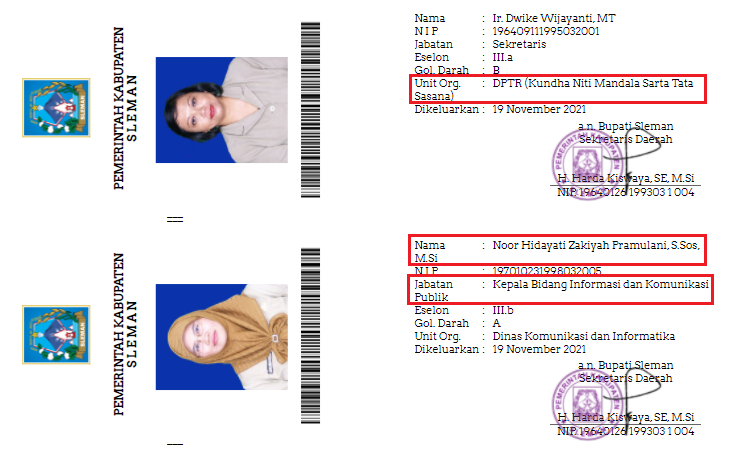 PEMERINTAH KABUPATEN
SLEMAN
SLEMAN
Nama : Ir. Dwike Wijayanti, MT
N I P : 196409111995032001
Jabatan : Sekretaris
Eselon : III.a
Gol. Darah : B
Unit Org. : DPTR (Kundha Niti Mandala Sarta Tata
Sasana)
Dikeluarkan : 19 November 2021
a.n. Bupati Sleman
Sekretaris Daerah
H. Harda Kiswaya, SE, M.Si
NIP. 19640126 199303 1 004
PEMERINTAH KABUPATEN
SLEMAN
SLEMAN
Nama : Noor Hidayati Zakiyah Pramulani, S.Sos,
M.Si
N I P : 197010231998032005
Jabatan : Kepala Bidang Informasi dan Komunikasi
Publik
Eselon : III.b
Gol. Darah : A
Unit Org. : Dinas Komunikasi dan Informatika
Dikeluarkan : 19 November 2021
a.n. Bupati Sleman
Sekretaris Daerah
H. Harda Kiswaya, SE, M.Si
NIP. 19640126 199303 1 004